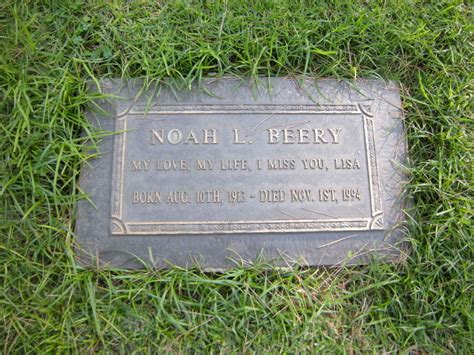 NOAH L. BEERY
MY LOVE, MY LIFE, I MISS YOU, LISA
BORN AUG. 10TH, 1913 - DIED NOV. 1ST, 1994